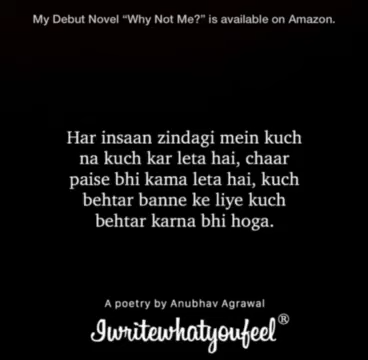 My Debut Novel “Why Not Me?” is available on Amazon.
Har insaan zindagi mein kuch
na kuch kar leta hai, chaar
paise bhi kama leta hai, kuch
behtar banne ke liye kuch
behtar karna bhi hoga.
A poetry by Anubhav Agrawal
Iwritewhatyoufeel®